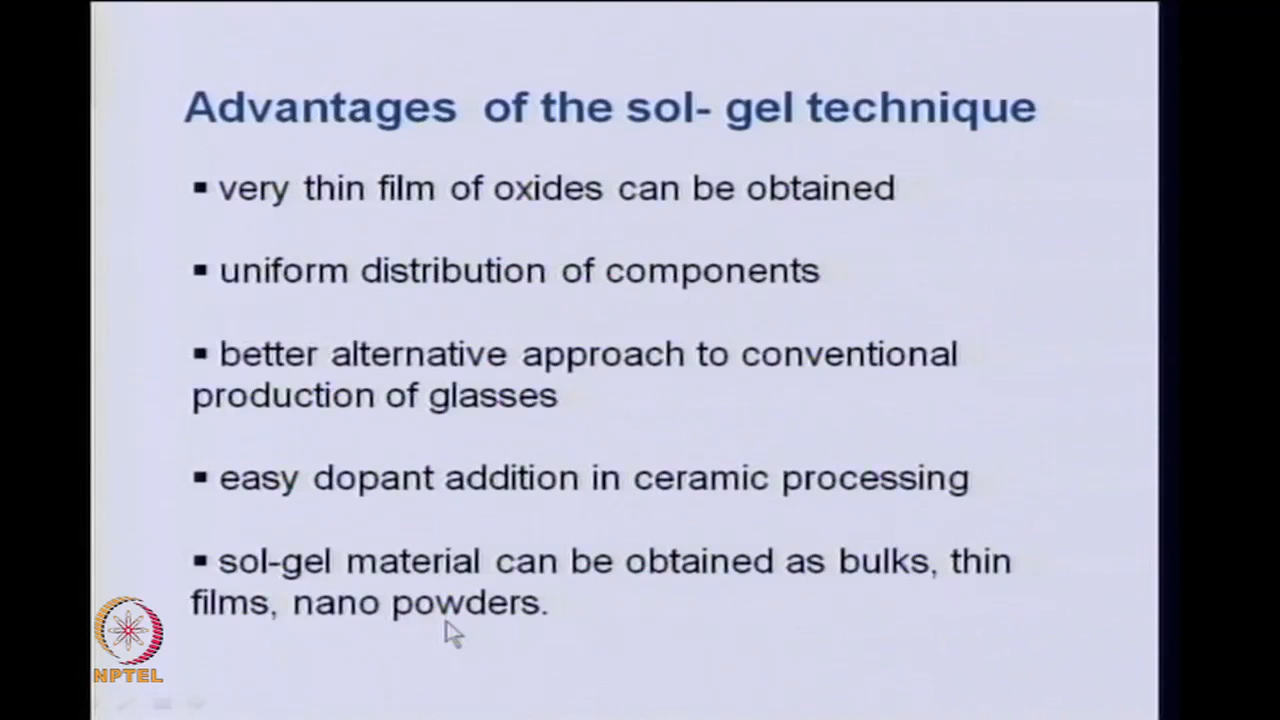 Advantages of the sol- gel technique
▪ very thin film of oxides can be obtained
▪ uniform distribution of components
▪ better alternative approach to conventional
production of glasses
▪ easy dopant addition in ceramic processing
▪ sol-gel material can be obtained as bulks, thin
films, nano powders.
NPTEL